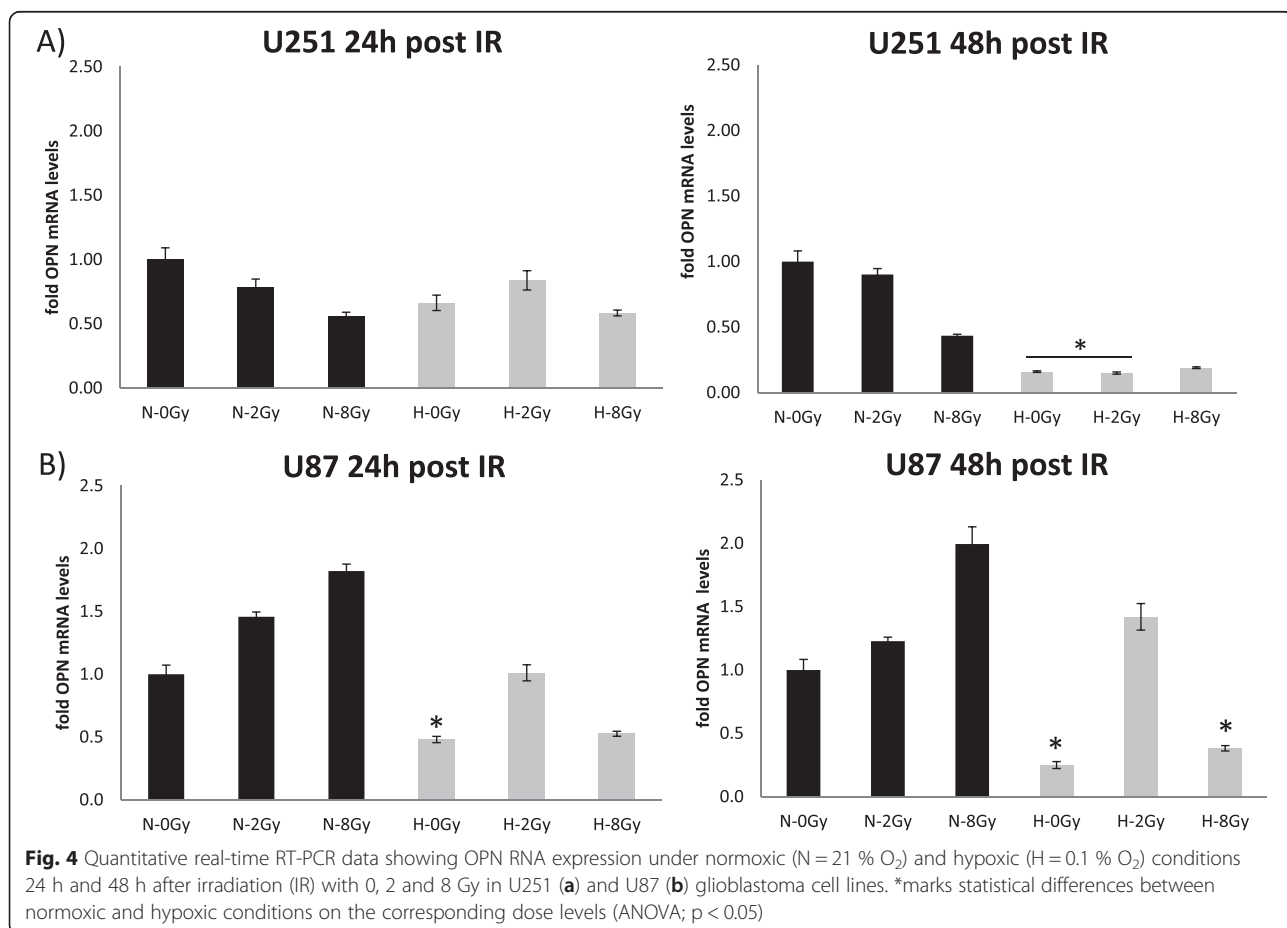 A)
U251 24h post IR
fold OPN mRNA levels
2.50
2.00
1.50
1.00
0.50
0.00
N-0Gy N-2Gy N-8Gy H-0Gy H-2Gy H-8Gy
U251 48h post IR
fold OPN mRNA levels
2.50
2.00
1.50
1.00
0.50
0.00
*
N-0Gy N-2Gy N-8Gy H-0Gy H-2Gy H-8Gy
B)
U87 24h post IR
fold OPN mRNA levels
2.5
2.0
1.5
1.0
0.5
0.0
*
N-0Gy N-2Gy N-8Gy H-0Gy H-2Gy H-8Gy
U87 48h post IR
fold OPN mRNA levels
2.5
2.0
1.5
1.0
0.5
0.0
*
*
N-0Gy N-2Gy N-8Gy H-0Gy H-2Gy H-8Gy
Fig. 4 Quantitative real-time RT-PCR data showing OPN RNA expression under normoxic (N = 21 % O₂) and hypoxic (H = 0.1 % O₂) conditions
24 h and 48 h after irradiation (IR) with 0, 2 and 8 Gy in U251 (a) and U87 (b) glioblastoma cell lines. *marks statistical differences between
normoxic and hypoxic conditions on the corresponding dose levels (ANOVA; p < 0.05)